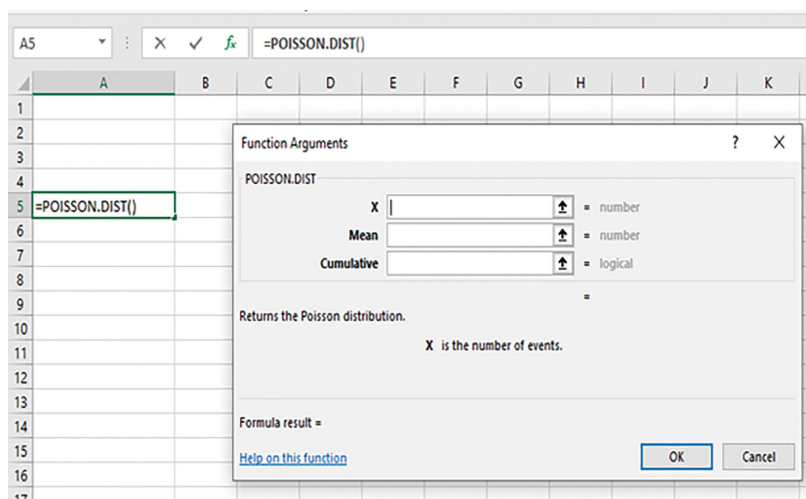 A5 =POISSON.DIST()
A B C D E F G H I J K
1
2
3
4
5 =POISSON.DIST()
6
7
8
9
10
11
12
13
14
15
16
17
Function Arguments ?
POISSON.DIST
X = number
Mean = number
Cumulative = logical
=
Returns the Poisson distribution.
X is the number of events.
Formula result =
Help on this function OK Cancel